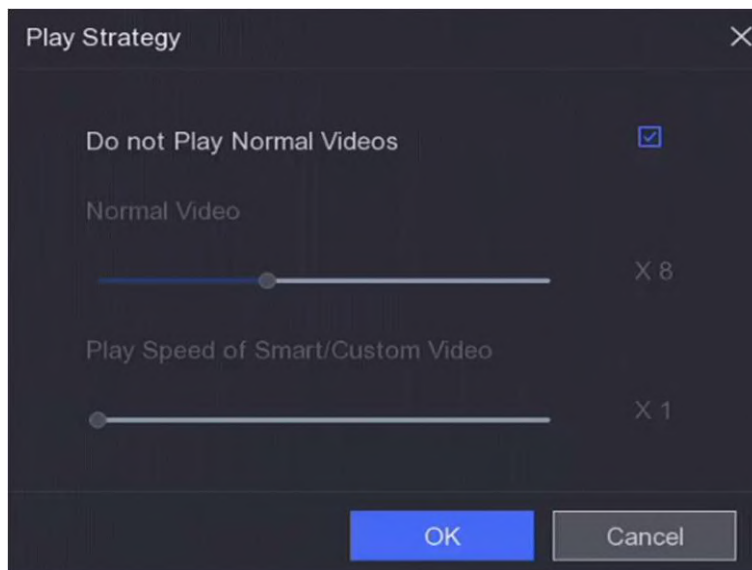 Play Strategy
Do not Play Normal Videos
Normal Video
X 8
Play Speed of Smart/Custom Video
X 1
OK
Cancel